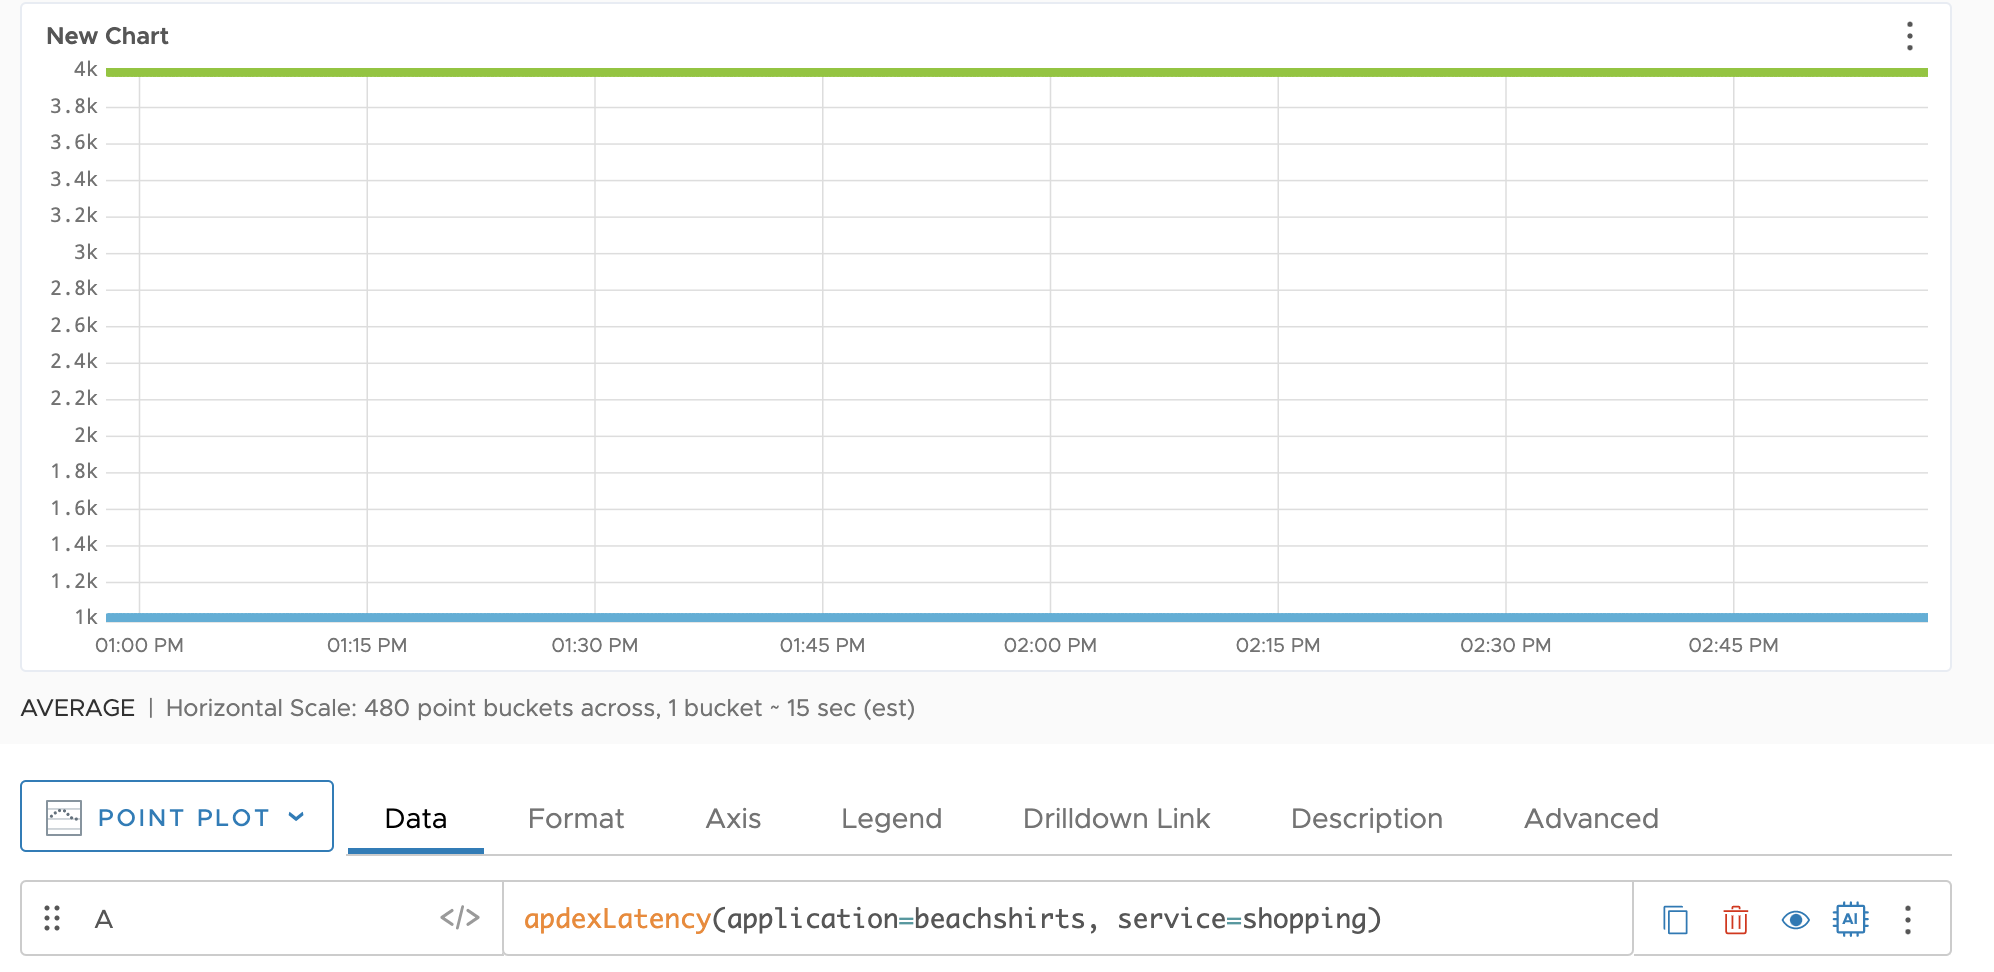 New Chart
4k
3.8k
3.6k
3.4k
3.2k
3k
2.8k
2.6k
2.4k
2.2k
2k
1.8k
1.6k
1.4k
1.2k
1k
01:00 PM 01:15 PM 01:30 PM 01:45 PM 02:00 PM 02:15 PM 02:30 PM 02:45 PM
AVERAGE | Horizontal Scale: 480 point buckets across, 1 bucket ~ 15 sec (est)
POINT PLOT Data Format Axis Legend Drilldown Link Description Advanced
A </> apdexLatency(application=beachshirts, service=shopping) AI